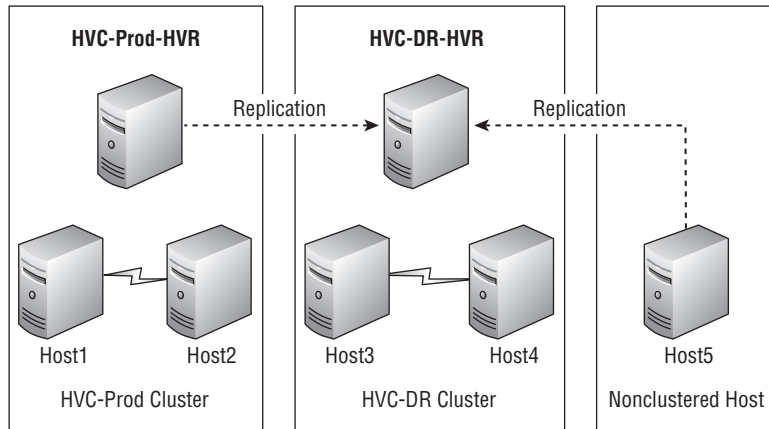 HVC-Prod-HVR
HVC-DR-HVR
Replication
Replication
Host1
Host2
Host3
Host4
Host5
HVC-Prod Cluster
HVC-DR Cluster
Nonclustered Host